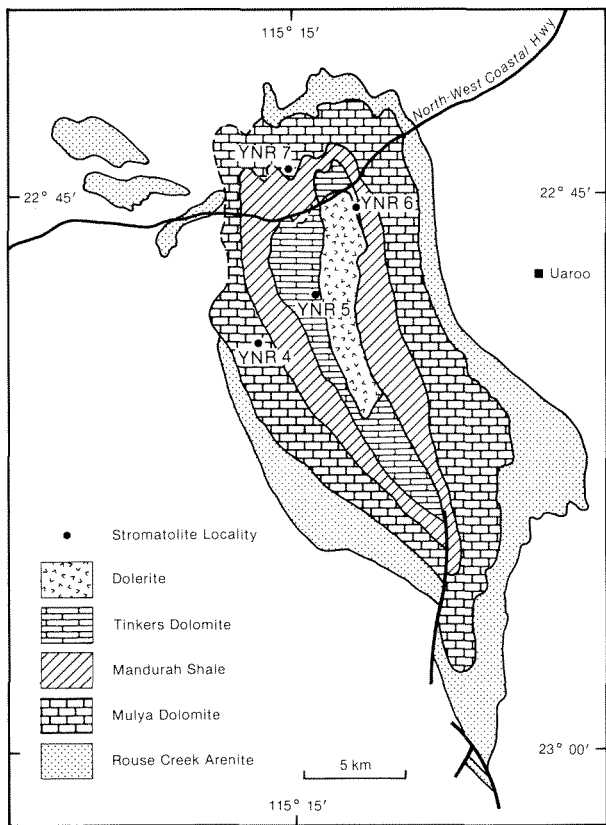 115° 15'
North-West Coastal Hwy
YNR 7
22° 45'
22° 45'
YNR 6
Uaroo
YNR 5
YNR 4
Stromatolite Locality
Dolerite
Tinkers Dolomite
Mandurah Shale
Mulya Dolomite
Rouse Creek Arenite
5 km
23° 00'
115° 15'